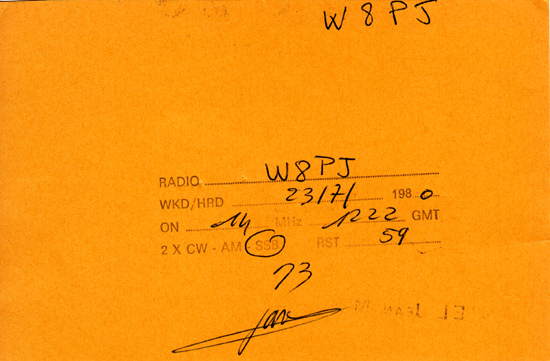 W8PJ
RADIO W8PJ
WKD/HRD 23/7/ 1980
ON 14 MHz 1222 GMT
2 X CW - AM - SSB RST 59
73